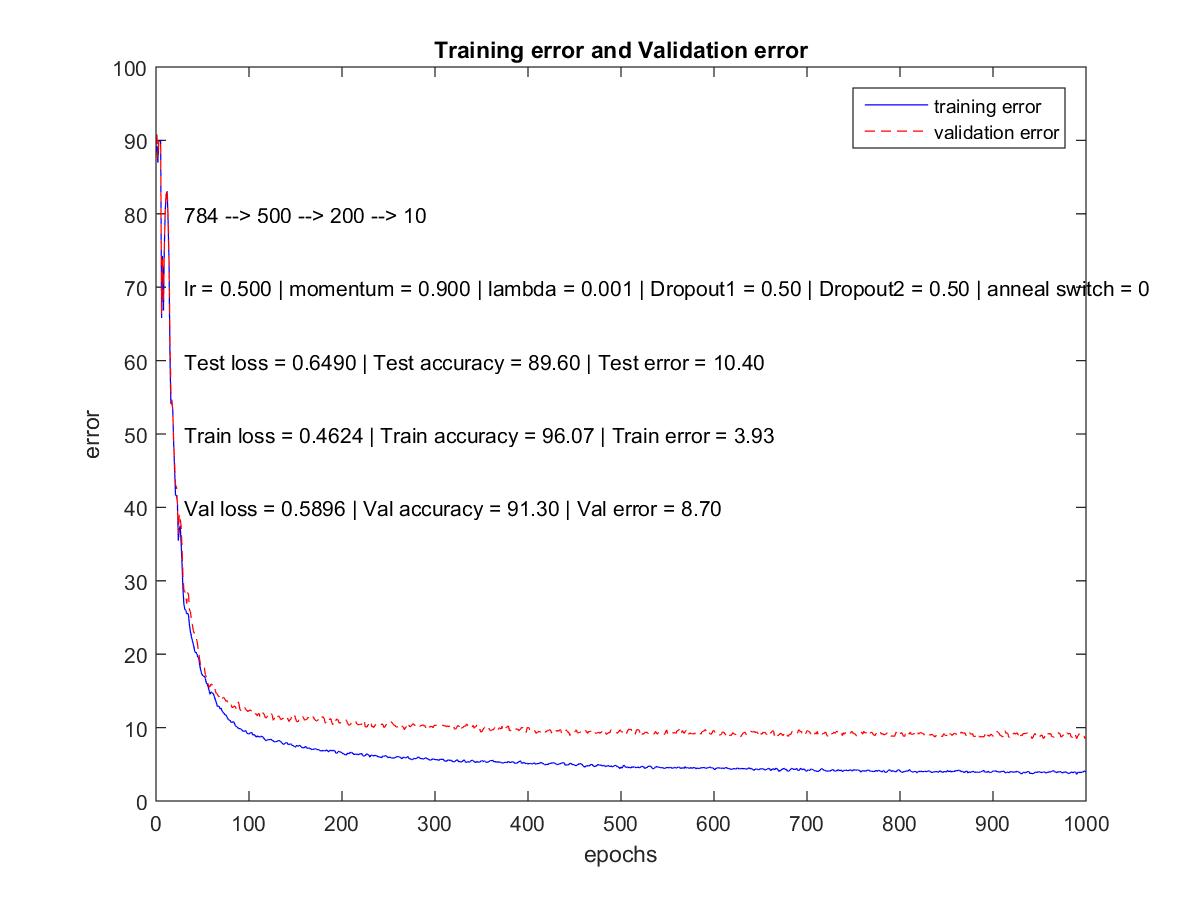 Training error and Validation error
100
90
80
70
60
50
40
30
20
10
0
error
training error
validation error
784 --> 500 --> 200 --> 10
lr = 0.500 | momentum = 0.900 | lambda = 0.001 | Dropout1 = 0.50 | Dropout2 = 0.50 | anneal switch = 0
Test loss = 0.6490 | Test accuracy = 89.60 | Test error = 10.40
Train loss = 0.4624 | Train accuracy = 96.07 | Train error = 3.93
Val loss = 0.5896 | Val accuracy = 91.30 | Val error = 8.70
0 100 200 300 400 500 600 700 800 900 1000
epochs